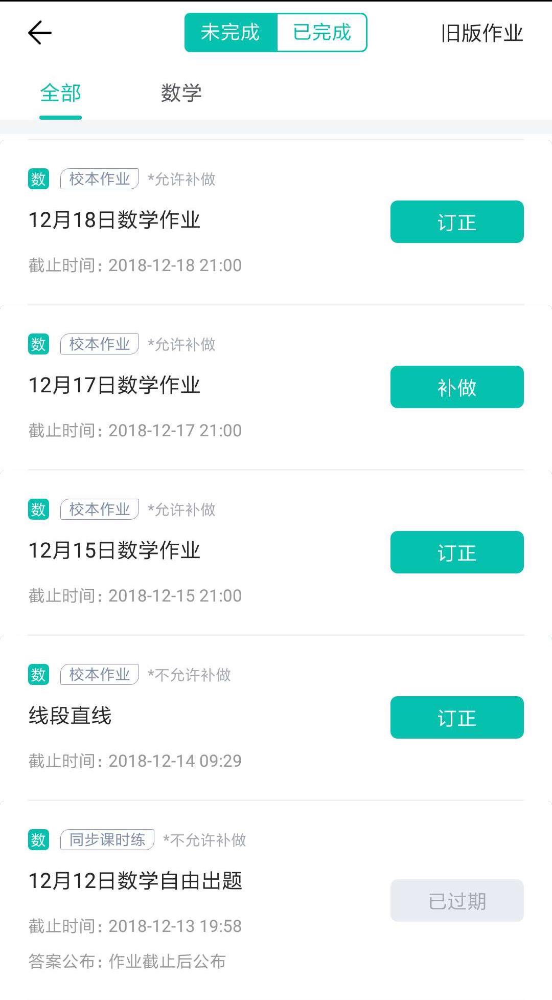 未完成 已完成 旧版作业
全部 数学
数 校本作业 *允许补做
12月18日数学作业
订正
截止时间：2018-12-18 21:00
数 校本作业 *允许补做
12月17日数学作业
补做
截止时间：2018-12-17 21:00
数 校本作业 *允许补做
12月15日数学作业
订正
截止时间：2018-12-15 21:00
数 校本作业 *不允许补做
线段直线
订正
截止时间：2018-12-14 09:29
数 同步课时练 *不允许补做
12月12日数学自由出题
已过期
截止时间：2018-12-13 19:58
答案公布：作业截止后公布